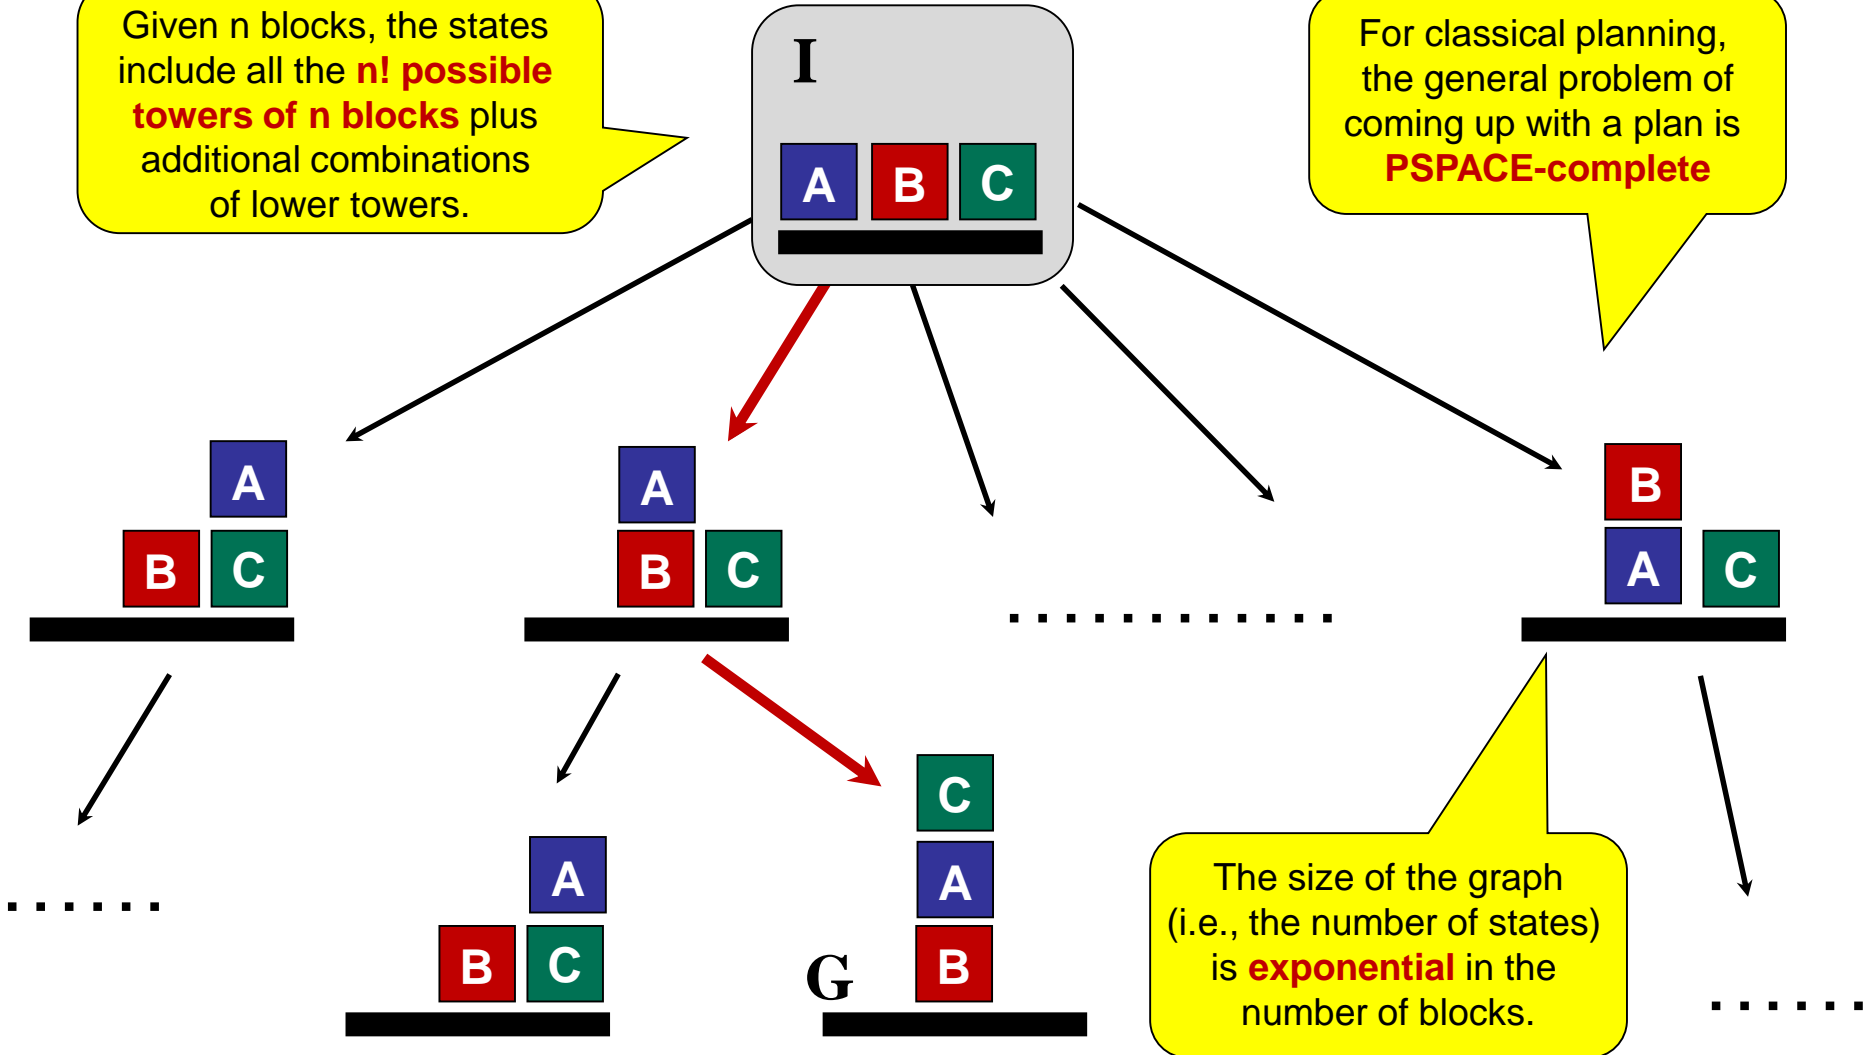 Given n blocks, the states
include all the n! possible
towers of n blocks plus
additional combinations
of lower towers.
I
A B C
For classical planning,
the general problem of
coming up with a plan is
PSPACE-complete
A
B C
A
B C
B
A C
A
B C
C
A
B
G
The size of the graph
(i.e., the number of states)
is exponential in the
number of blocks.